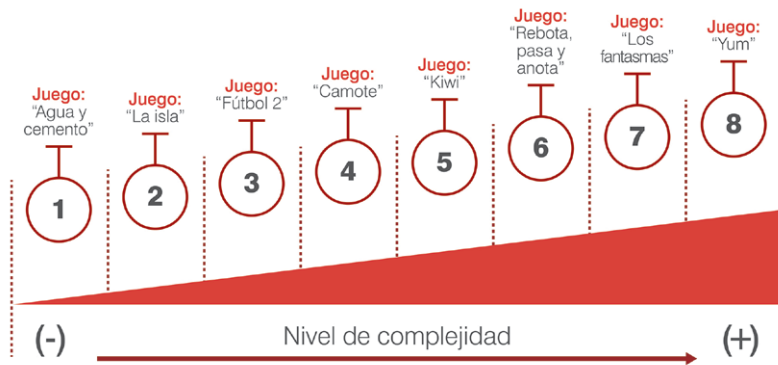 Juego:
“Agua y
cemento”
1
Juego:
“La isla”
2
Juego:
“Fútbol 2”
3
Juego:
“Camote”
4
Juego:
“Kiwi”
5
Juego:
“Rebota,
pasa y
anota”
6
Juego:
“Los
fantasmas”
7
Juego:
“Yum”
8
(-)
Nivel de complejidad
(+)